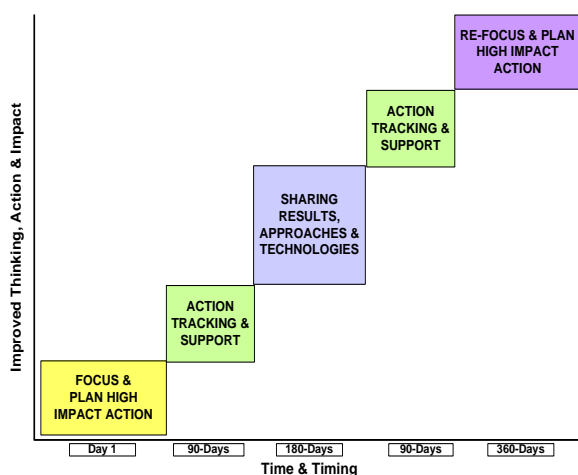 RE-FOCUS & PLAN
HIGH IMPACT
ACTION
ACTION
TRACKING &
SUPPORT
SHARING
RESULTS,
APPROACHES &
TECHNOLOGIES
ACTION
TRACKING &
SUPPORT
FOCUS &
PLAN HIGH
IMPACT ACTION
Improved Thinking, Action & Impact
Day 1
90-Days
180-Days
90-Days
360-Days
Time & Timing